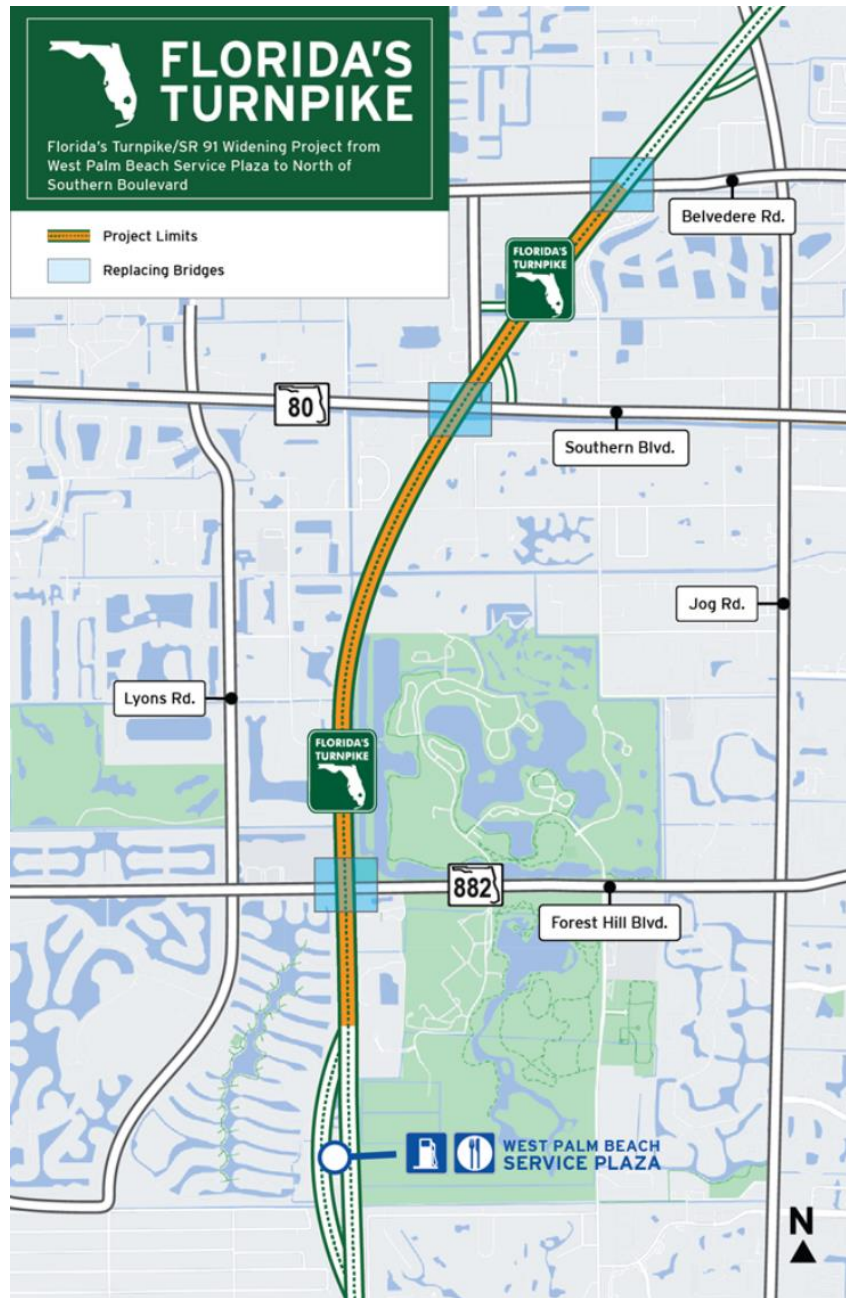 FLORIDA'S
TURNPIKE
Florida's Turnpike/SR 91 Widening Project from
West Palm Beach Service Plaza to North of
Southern Boulevard
Project Limits
Replacing Bridges
Belvedere Rd.
FLORIDA'S
TURNPIKE
80
Southern Blvd.
Jog Rd.
Lyons Rd.
FLORIDA'S
TURNPIKE
882
Forest Hill Blvd.
WEST PALM BEACH
SERVICE PLAZA
N